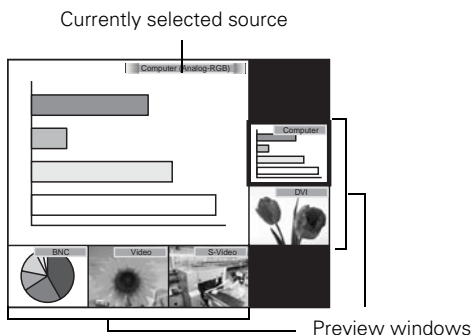 Currently selected source
Computer (Analog-RGB)
Computer
DVI
BNC
Video
S-Video
Preview windows